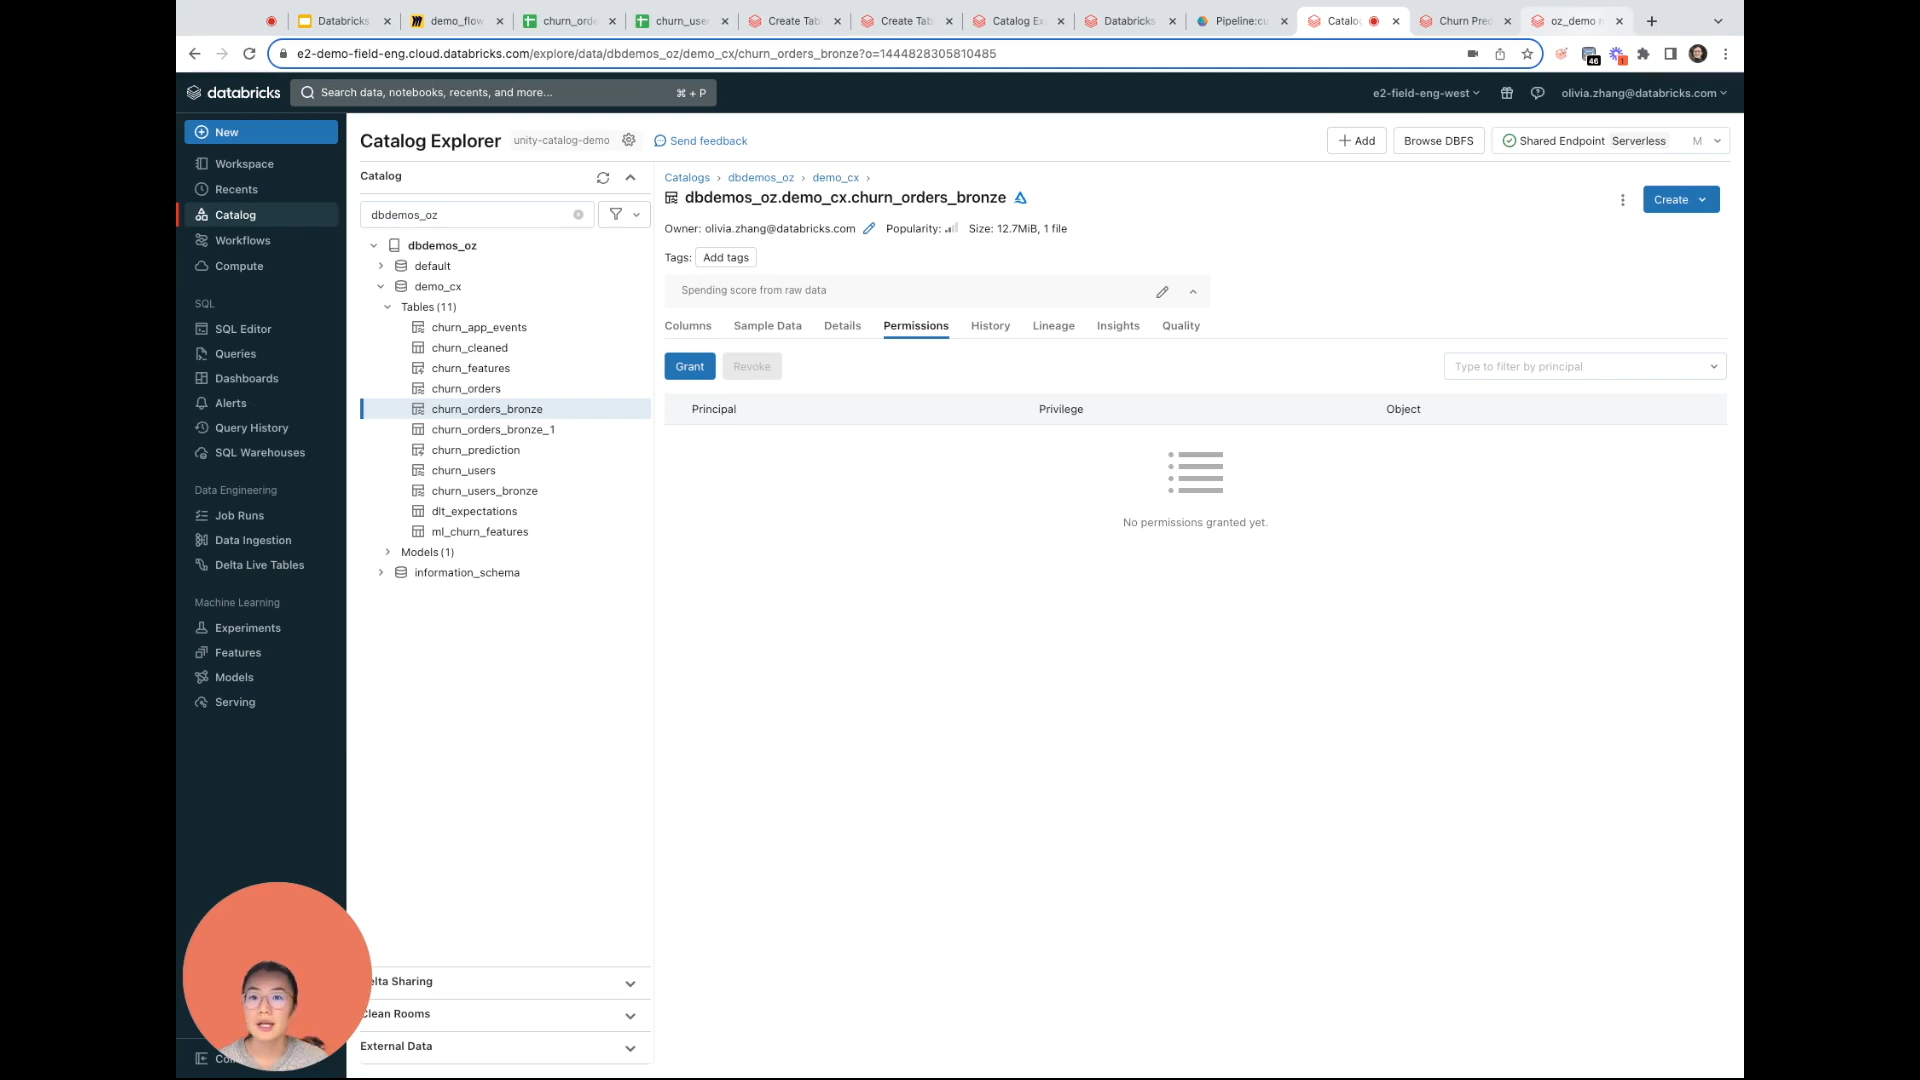 Databricks
demo_flow
churn_orde
churn_use
Create Tab
Create Tab
Catalog Ex
Databricks
Pipeline:cu
Catalog
Churn Pred
oz_demo
e2-demo-field-eng.cloud.databricks.com/explore/data/dbdemos_oz/demo_cx/churn_orders_bronze?o=1444828305810485
46
1
databricks
Search data, notebooks, recents, and more...
⌘ + P
e2-field-eng-west
olivia.zhang@databricks.com
New
Workspace
Recents
Catalog
Workflows
Compute
SQL
SQL Editor
Queries
Dashboards
Alerts
Query History
SQL Warehouses
Data Engineering
Job Runs
Data Ingestion
Delta Live Tables
Machine Learning
Experiments
Features
Models
Serving
Catalog Explorer
unity-catalog-demo
Send feedback
Add
Browse DBFS
Shared Endpoint Serverless M
Catalog
dbdemos_oz
dbdemos_oz
default
demo_cx
Tables (11)
churn_app_events
churn_cleaned
churn_features
churn_orders
churn_orders_bronze
churn_orders_bronze_1
churn_prediction
churn_users
churn_users_bronze
dlt_expectations
ml_churn_features
Models (1)
information_schema
elta Sharing
Clean Rooms
External Data
Catalogs › dbdemos_oz › demo_cx ›
dbdemos_oz.demo_cx.churn_orders_bronze
Create
Owner: olivia.zhang@databricks.com Popularity: Size: 12.7MiB, 1 file
Tags: Add tags
Spending score from raw data
Columns Sample Data Details Permissions History Lineage Insights Quality
Grant Revoke
Type to filter by principal
Principal Privilege Object
No permissions granted yet.